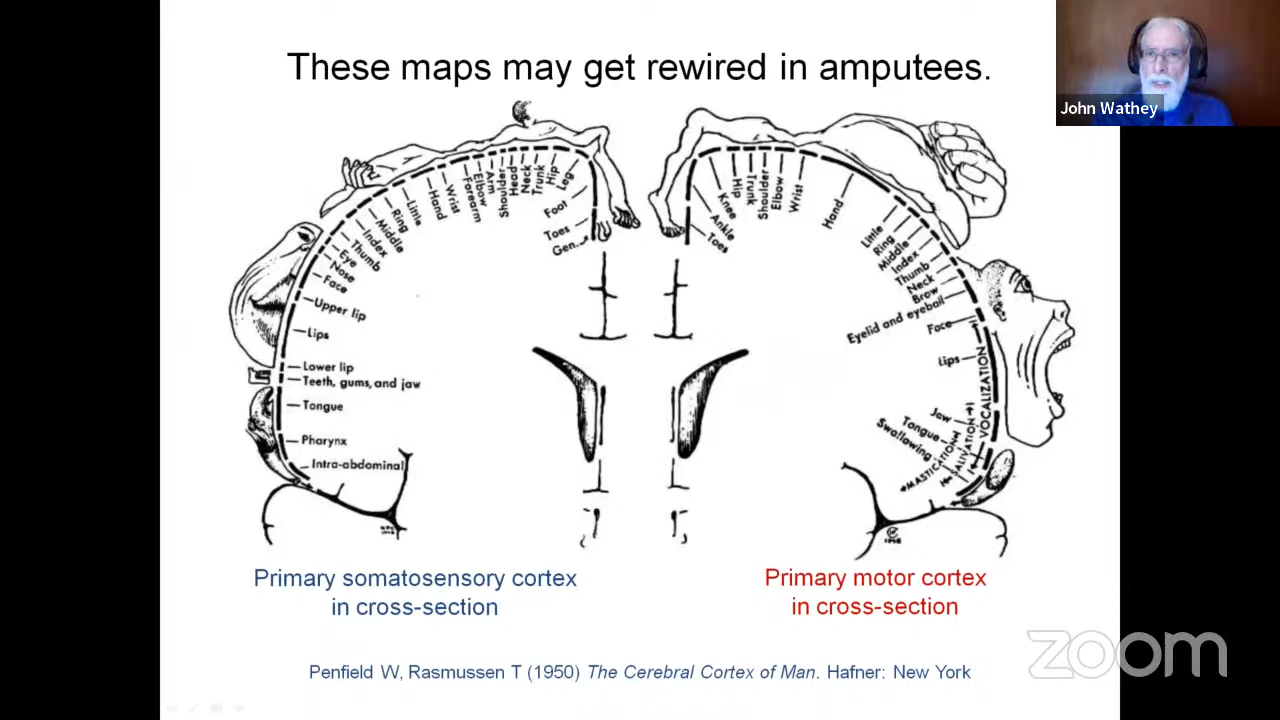 These maps may get rewired in amputees.
John Wathey
Leg
Hip
Trunk
Neck
Head
Shoulder
Arm
Elbow
Forearm
Wrist
Hand
Little
Ring
Middle
Index
Thumb
Eye
Nose
Face
Upper lip
Lips
Lower lip
Teeth, gums, and jaw
Tongue
Pharynx
Intra-abdominal
Foot
Toes
Gen.
Knee
Hip
Trunk
Shoulder
Elbow
Wrist
Hand
Little
Ring
Middle
Index
Thumb
Neck
Brow
Eyelid and eyeball
Face
Lips
Jaw
Tongue
Swallowing
Ankle
Toes
VOCALIZATION
SALIVATION
MASTICATION
Primary somatosensory cortex
in cross-section
Primary motor cortex
in cross-section
zoom
Penfield W, Rasmussen T (1950) The Cerebral Cortex of Man. Hafner: New York